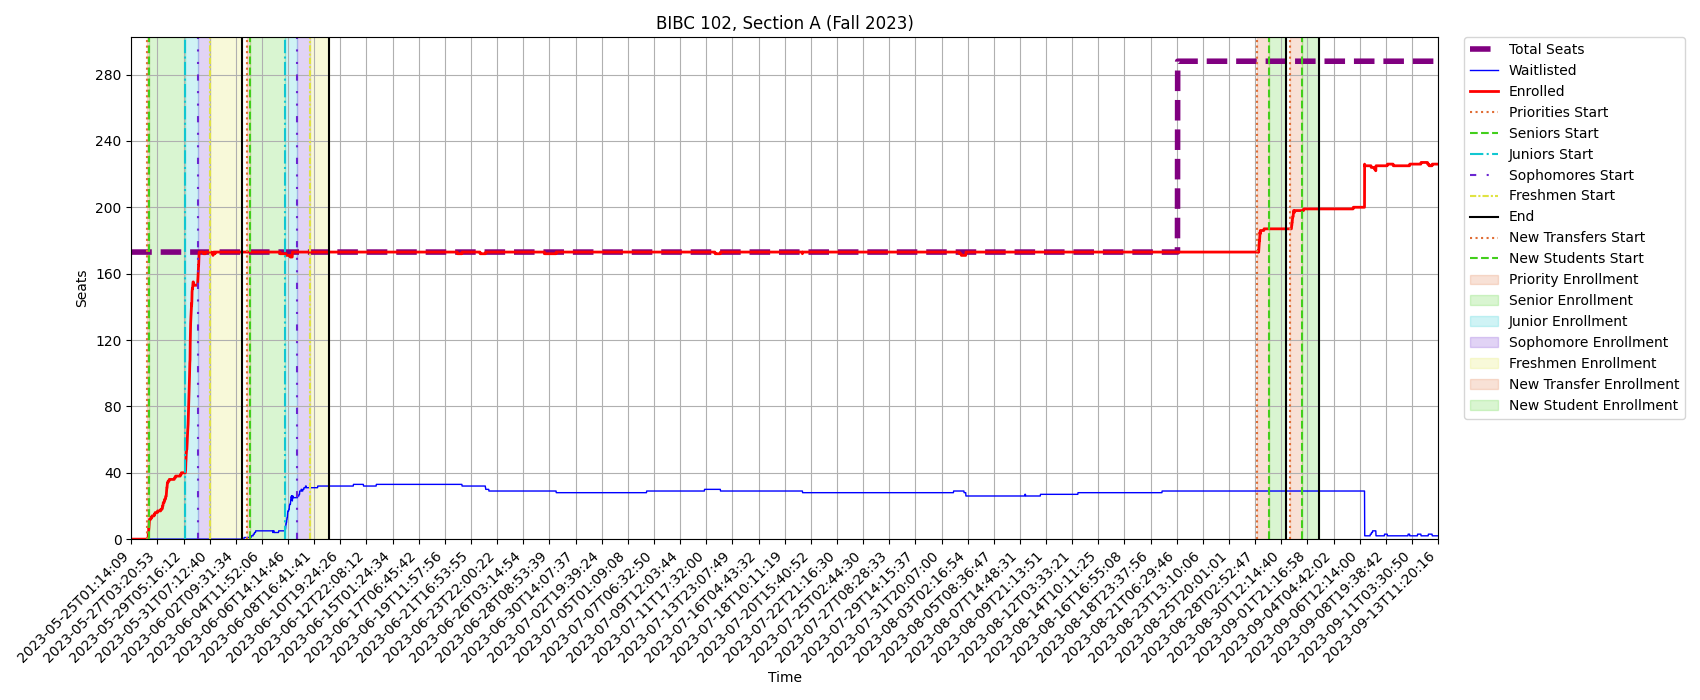 BIBC 102, Section A (Fall 2023)
Seats
280
240
200
160
120
80
40
0
2023-05-25T01:14:09
2023-05-27T03:20:53
2023-05-29T05:16:12
2023-05-31T07:12:40
2023-06-02T09:31:34
2023-06-04T11:52:06
2023-06-06T14:14:46
2023-06-08T16:41:41
2023-06-10T19:24:26
2023-06-12T22:08:12
2023-06-15T01:24:34
2023-06-17T06:45:42
2023-06-19T11:57:56
2023-06-21T16:53:55
2023-06-23T22:00:22
2023-06-26T03:14:54
2023-06-28T08:53:39
2023-06-30T14:07:37
2023-07-02T19:39:24
2023-07-05T01:09:08
2023-07-07T06:32:50
2023-07-09T12:03:44
2023-07-11T17:32:00
2023-07-13T23:07:49
2023-07-16T04:43:32
2023-07-18T10:11:19
2023-07-20T15:40:52
2023-07-22T21:16:30
2023-07-25T02:44:30
2023-07-27T08:28:33
2023-07-29T14:15:37
2023-07-31T20:07:00
2023-08-03T02:16:54
2023-08-05T08:36:47
2023-08-07T14:48:31
2023-08-09T21:13:51
2023-08-12T03:33:21
2023-08-14T10:11:25
2023-08-16T16:55:08
2023-08-18T23:37:56
2023-08-21T06:29:46
2023-08-23T13:10:06
2023-08-25T20:01:01
2023-08-28T02:52:47
2023-08-30T12:14:40
2023-09-01T21:16:58
2023-09-04T04:42:02
2023-09-06T12:14:00
2023-09-08T19:38:42
2023-09-11T03:30:50
2023-09-13T11:20:16
Time
Total Seats
Waitlisted
Enrolled
Priorities Start
Seniors Start
Juniors Start
Sophomores Start
Freshmen Start
End
New Transfers Start
New Students Start
Priority Enrollment
Senior Enrollment
Junior Enrollment
Sophomore Enrollment
Freshmen Enrollment
New Transfer Enrollment
New Student Enrollment